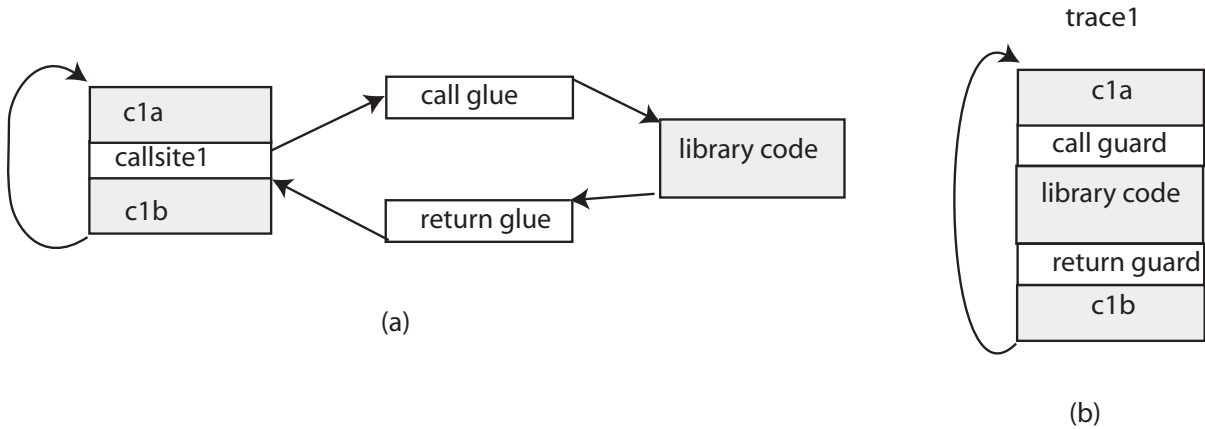 c1a
callsite1
c1b
call glue
return glue
library code
(a)
trace1
c1a
call guard
library code
return guard
c1b
(b)